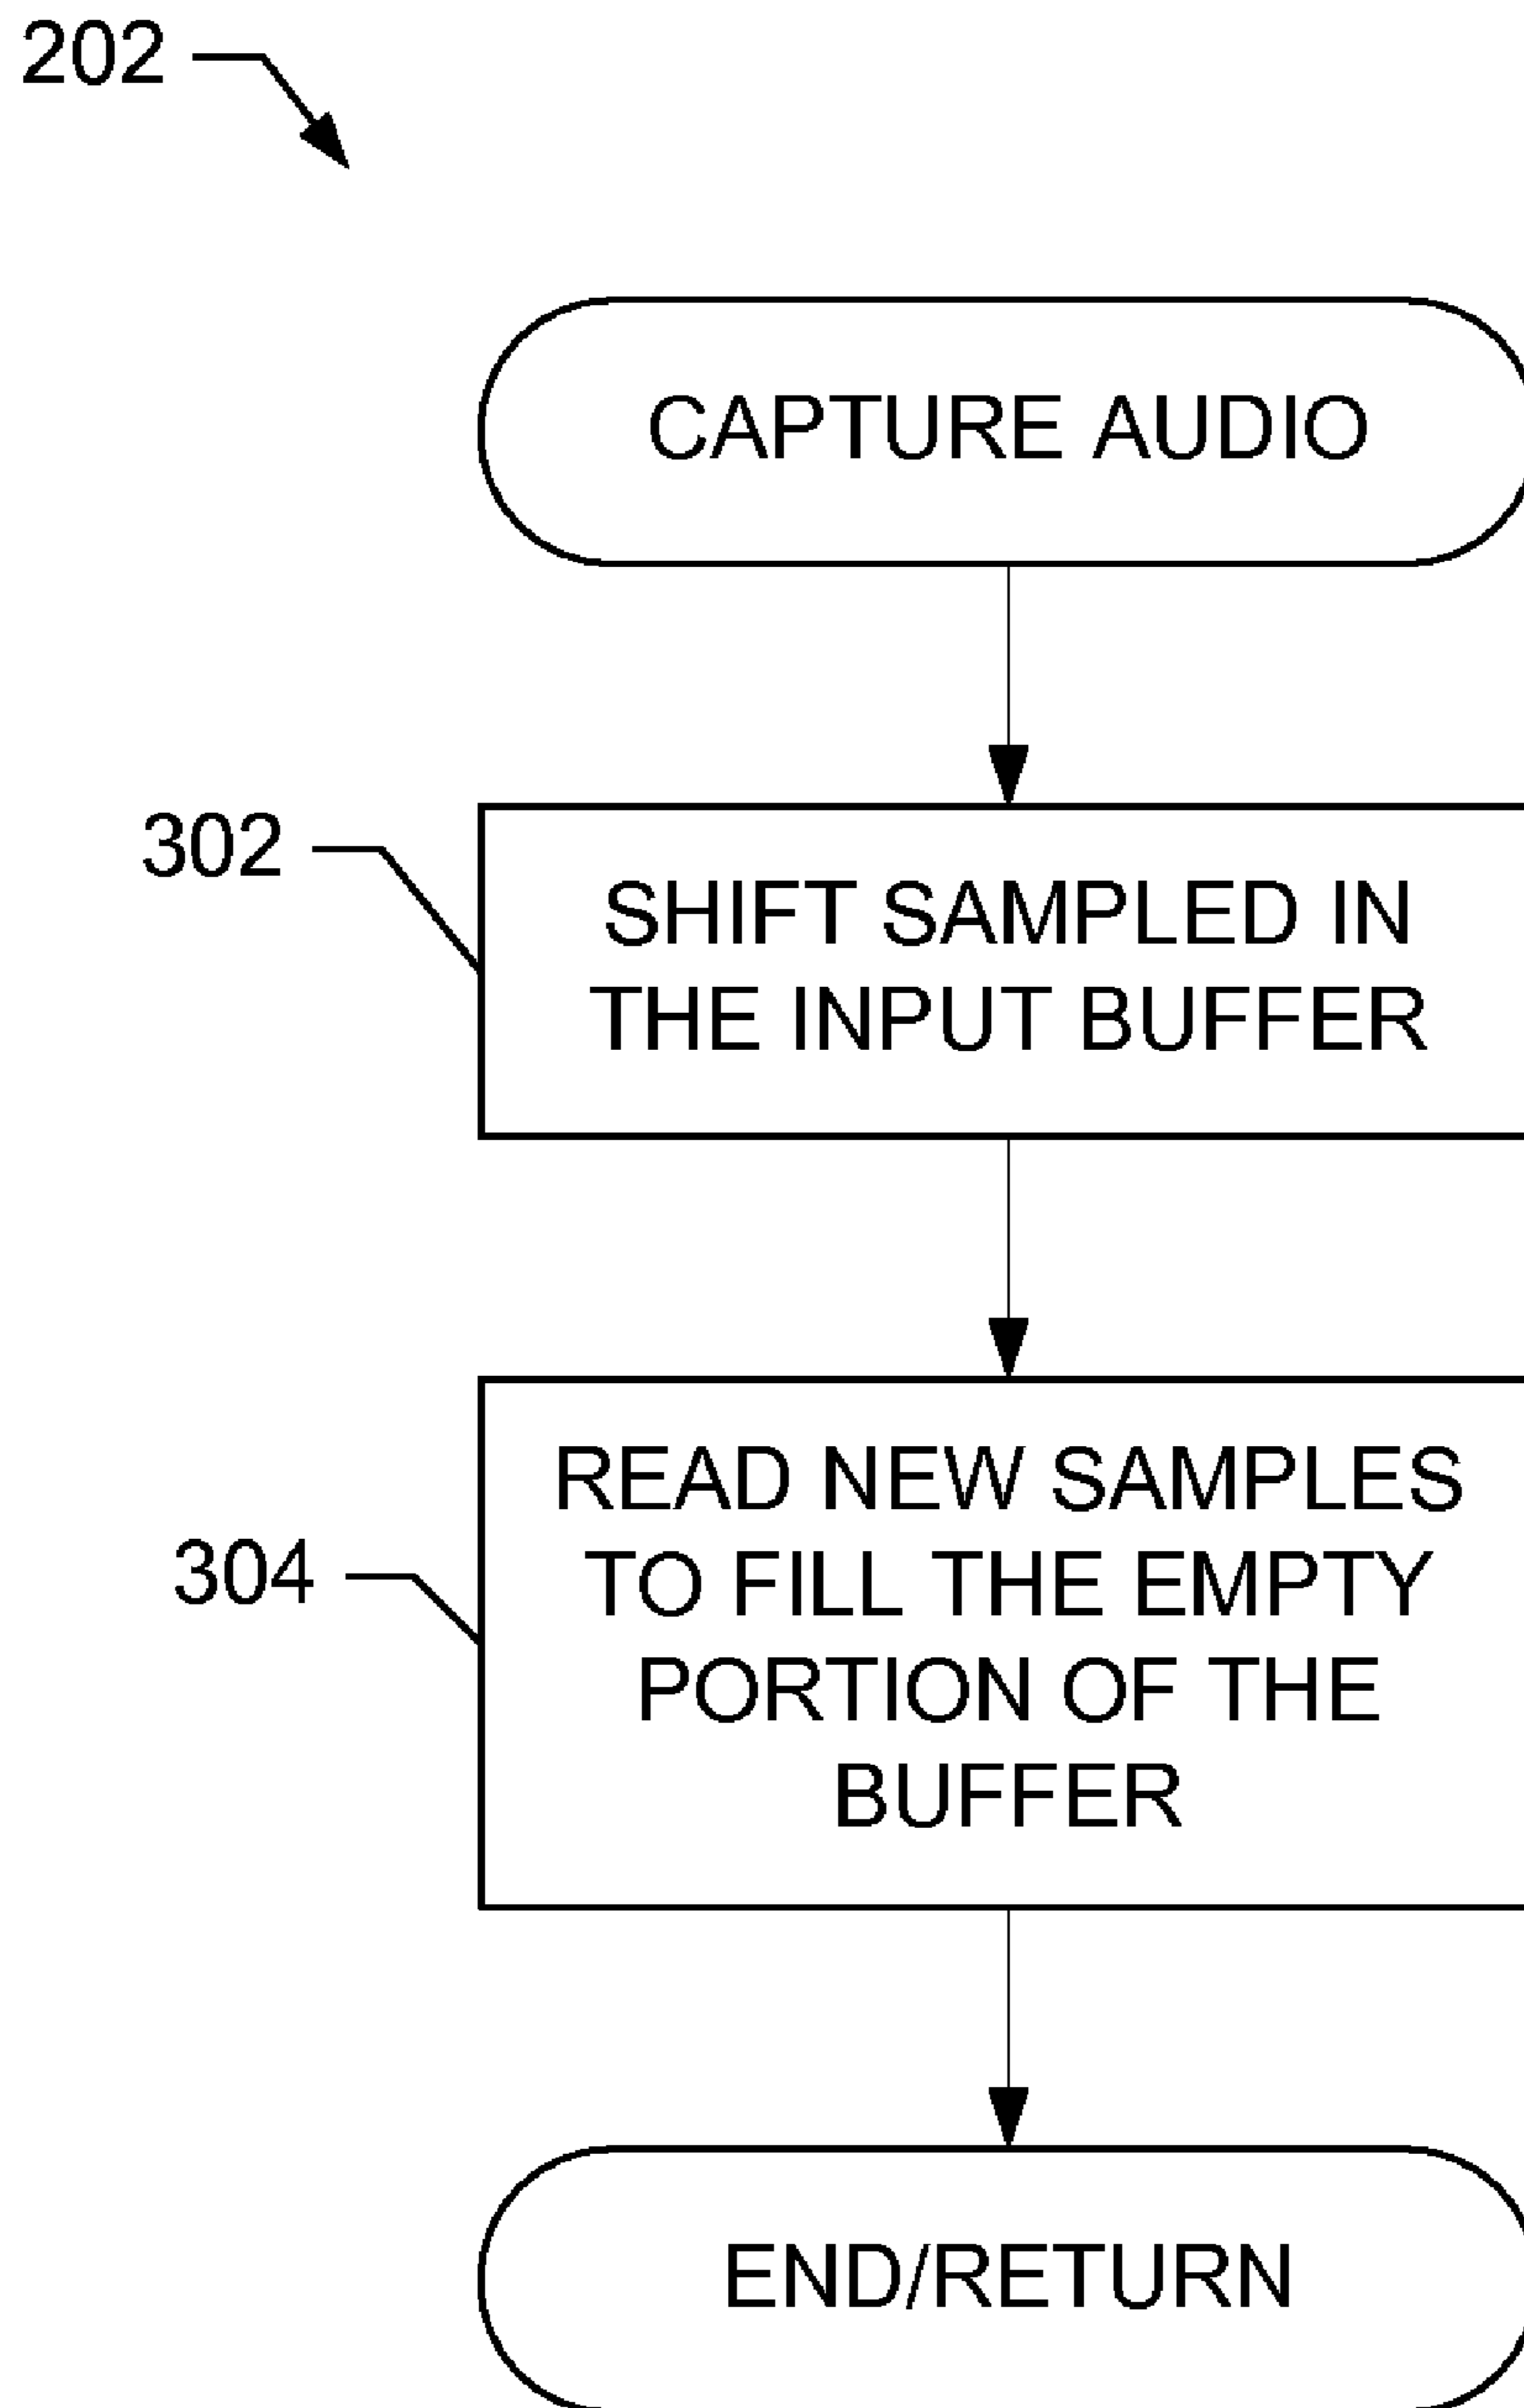 202
CAPTURE AUDIO
302
SHIFT SAMPLED IN
THE INPUT BUFFER
304
READ NEW SAMPLES
TO FILL THE EMPTY
PORTION OF THE
BUFFER
END/RETURN